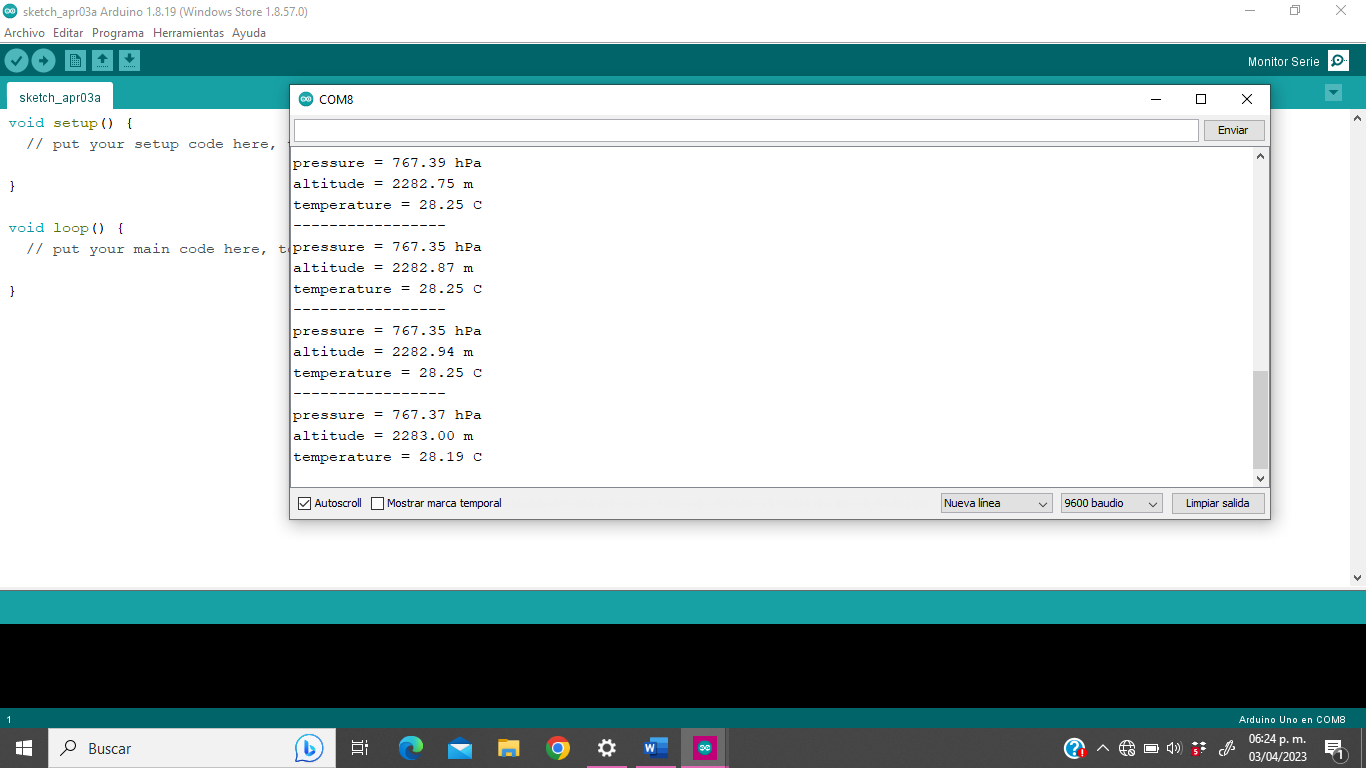 sketch_apr03a Arduino 1.8.19 (Windows Store 1.8.57.0)
Archivo Editar Programa Herramientas Ayuda
Monitor Serie
sketch_apr03a
void setup() {
// put your setup code here,
}
void loop() {
// put your main code here,
}
COM8
Enviar
pressure = 767.39 hPa
altitude = 2282.75 m
temperature = 28.25 C
-----------------
pressure = 767.35 hPa
altitude = 2282.87 m
temperature = 28.25 C
-----------------
pressure = 767.35 hPa
altitude = 2282.94 m
temperature = 28.25 C
-----------------
pressure = 767.37 hPa
altitude = 2283.00 m
temperature = 28.19 C
Autoscroll Mostrar marca temporal Nueva línea 9600 baudio Limpiar salida
1 Arduino Uno en COM8
Buscar
06:24 p. m.
03/04/2023
1